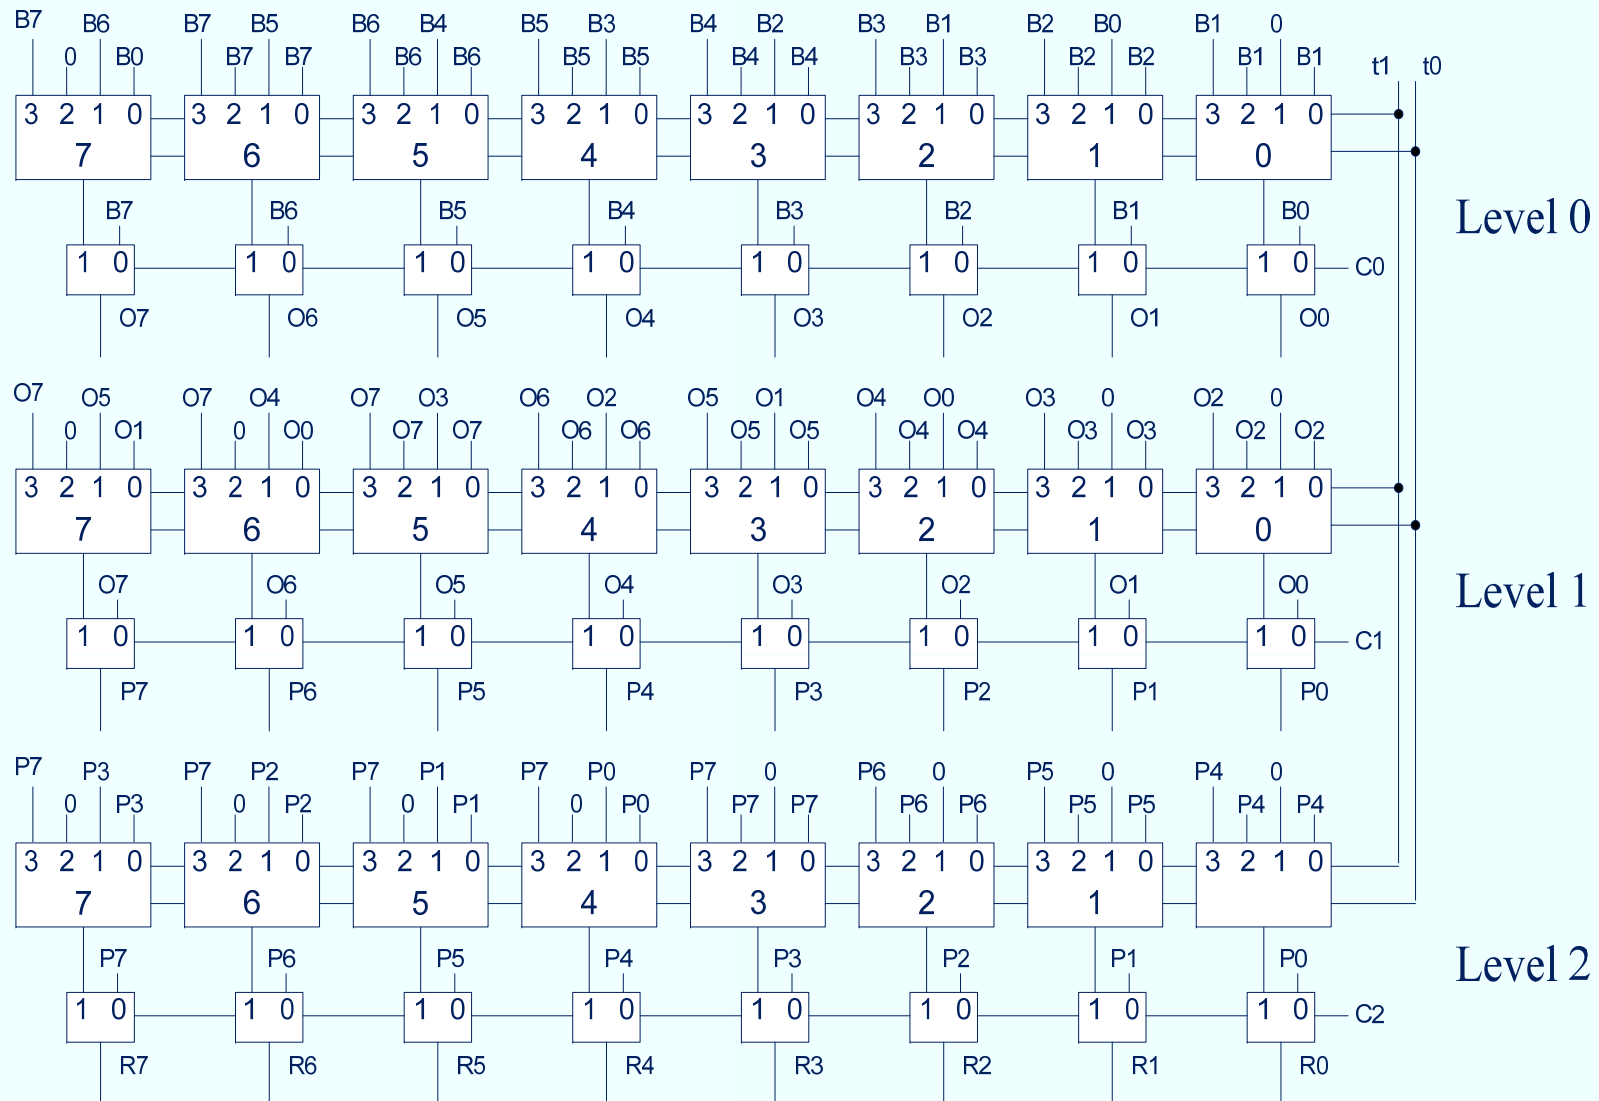 B7 B6 B7 B5 B6 B4 B5 B3 B4 B2 B3 B1 B2 B0 B1 0
0 B0 B7 B7 B6 B6 B5 B5 B4 B4 B3 B3 B2 B2 B1 B1 t1 t0
3 2 1 0 3 2 1 0 3 2 1 0 3 2 1 0 3 2 1 0 3 2 1 0 3 2 1 0 3 2 1 0
7 6 5 4 3 2 1 0
B7 B6 B5 B4 B3 B2 B1 B0 Level 0
1 0 1 0 1 0 1 0 1 0 1 0 1 0 1 0 C0
O7 O6 O5 O4 O3 O2 O1 O0
O7 O5 O7 O4 O7 O3 O6 O2 O5 O1 O4 O0 O3 0 O2 0
0 O1 0 O0 O7 O7 O6 O6 O5 O5 O4 O4 O3 O3 O2 O2
3 2 1 0 3 2 1 0 3 2 1 0 3 2 1 0 3 2 1 0 3 2 1 0 3 2 1 0 3 2 1 0
7 6 5 4 3 2 1 0
O7 O6 O5 O4 O3 O2 O1 O0 Level 1
1 0 1 0 1 0 1 0 1 0 1 0 1 0 1 0 C1
P7 P6 P5 P4 P3 P2 P1 P0
P7 P3 P7 P2 P7 P1 P7 P0 P7 0 P6 0 P5 0 P4 0
0 P3 0 P2 0 P1 0 P0 P7 P7 P6 P6 P5 P5 P4 P4
3 2 1 0 3 2 1 0 3 2 1 0 3 2 1 0 3 2 1 0 3 2 1 0 3 2 1 0 3 2 1 0
7 6 5 4 3 2 1
P7 P6 P5 P4 P3 P2 P1 P0 Level 2
1 0 1 0 1 0 1 0 1 0 1 0 1 0 1 0 C2
R7 R6 R5 R4 R3 R2 R1 R0